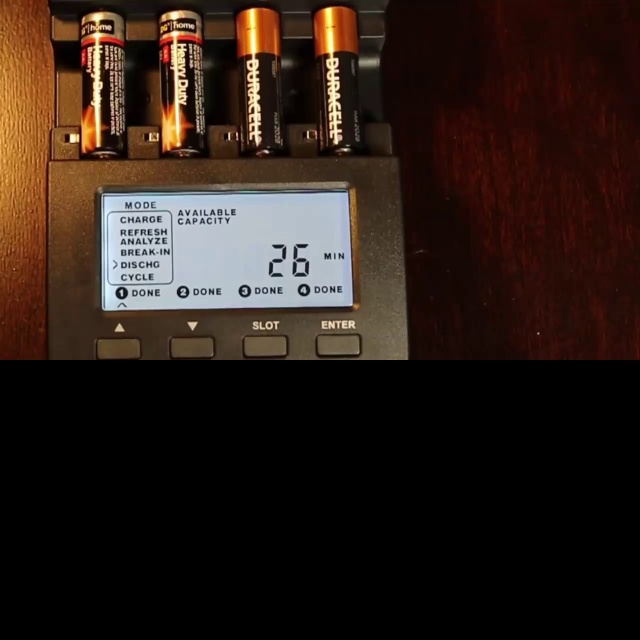 home
Heavy Duty
home
Heavy Duty
DURACELL
DURACELL
MODE
CHARGE
REFRESH
ANALYZE
BREAK-IN
>DISCHG
CYCLE
AVAILABLE
CAPACITY
26 MIN
1 DONE 2 DONE 3 DONE 4 DONE
▲ ▼ SLOT ENTER